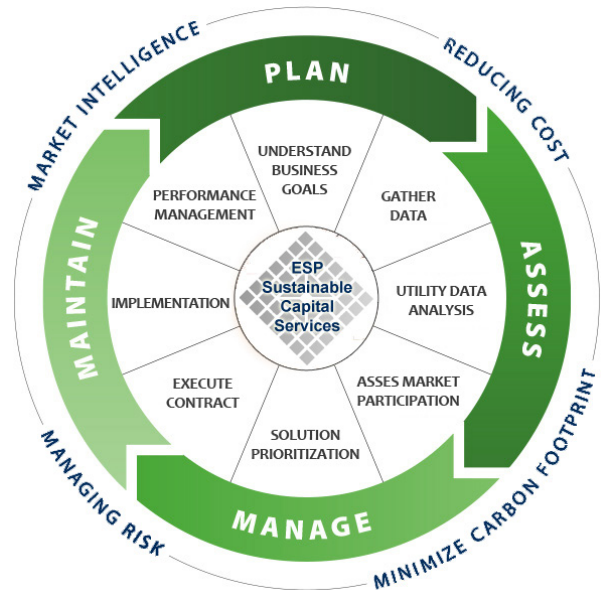 MARKET INTELLIGENCE
REDUCING COST
PLAN
ASSESS
MANAGE
MAINTAIN
UNDERSTAND
BUSINESS
GOALS
GATHER
DATA
UTILITY DATA
ANALYSIS
ASSES MARKET
PARTICIPATION
SOLUTION
PRIORITIZATION
EXECUTE
CONTRACT
IMPLEMENTATION
PERFORMANCE
MANAGEMENT
ESP
Sustainable
Capital
Services
MINIMIZE CARBON FOOTPRINT
MANAGING RISK